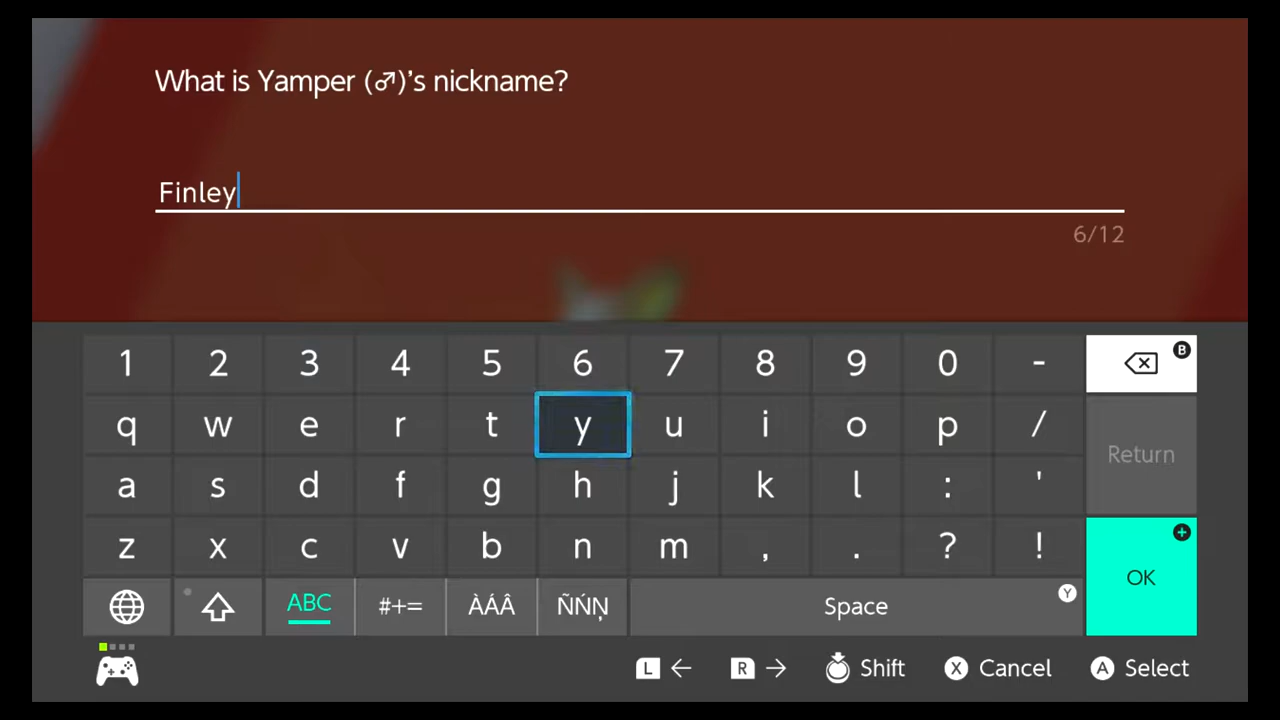 What is Yamper (♂)'s nickname?
Finley
6/12
1 2 3 4 5 6 7 8 9 0 - B
q w e r t y u i o p / Return
a s d f g h j k l : '
z x c v b n m , . ? ! + OK
ABC #+= ÀÁÂ ÑŃŅ Space Y
L ← R → Shift X Cancel A Select